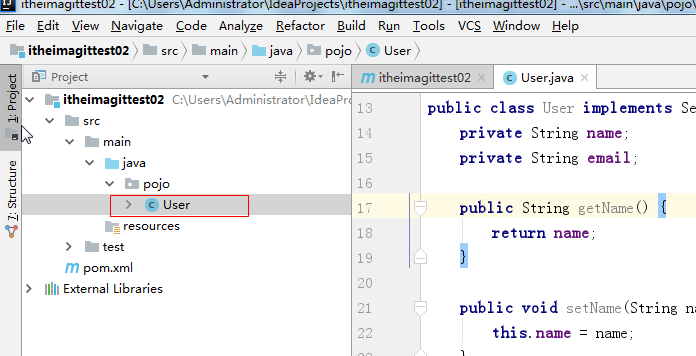 itheimagittest02 - [C:\Users\Administrator\IdeaProjects\itheimagittest02] - [itheimagittest02] - ...\src\main\java\pojo\
File Edit View Navigate Code Analyze Refactor Build Run Tools VCS Window Help
itheimagittest02 src main java pojo User
1: Project
7: Structure
Project
itheimagittest02 C:\Users\Administrator\IdeaPro
src
main
java
pojo
User
resources
test
pom.xml
External Libraries
m itheimagittest02 × C User.java ×
13 public class User implements Se
14 private String name;
15 private String email;
16
17 public String getName() {
18 return name;
19 }
20
21 public void setName(String na
22 this.name = name;